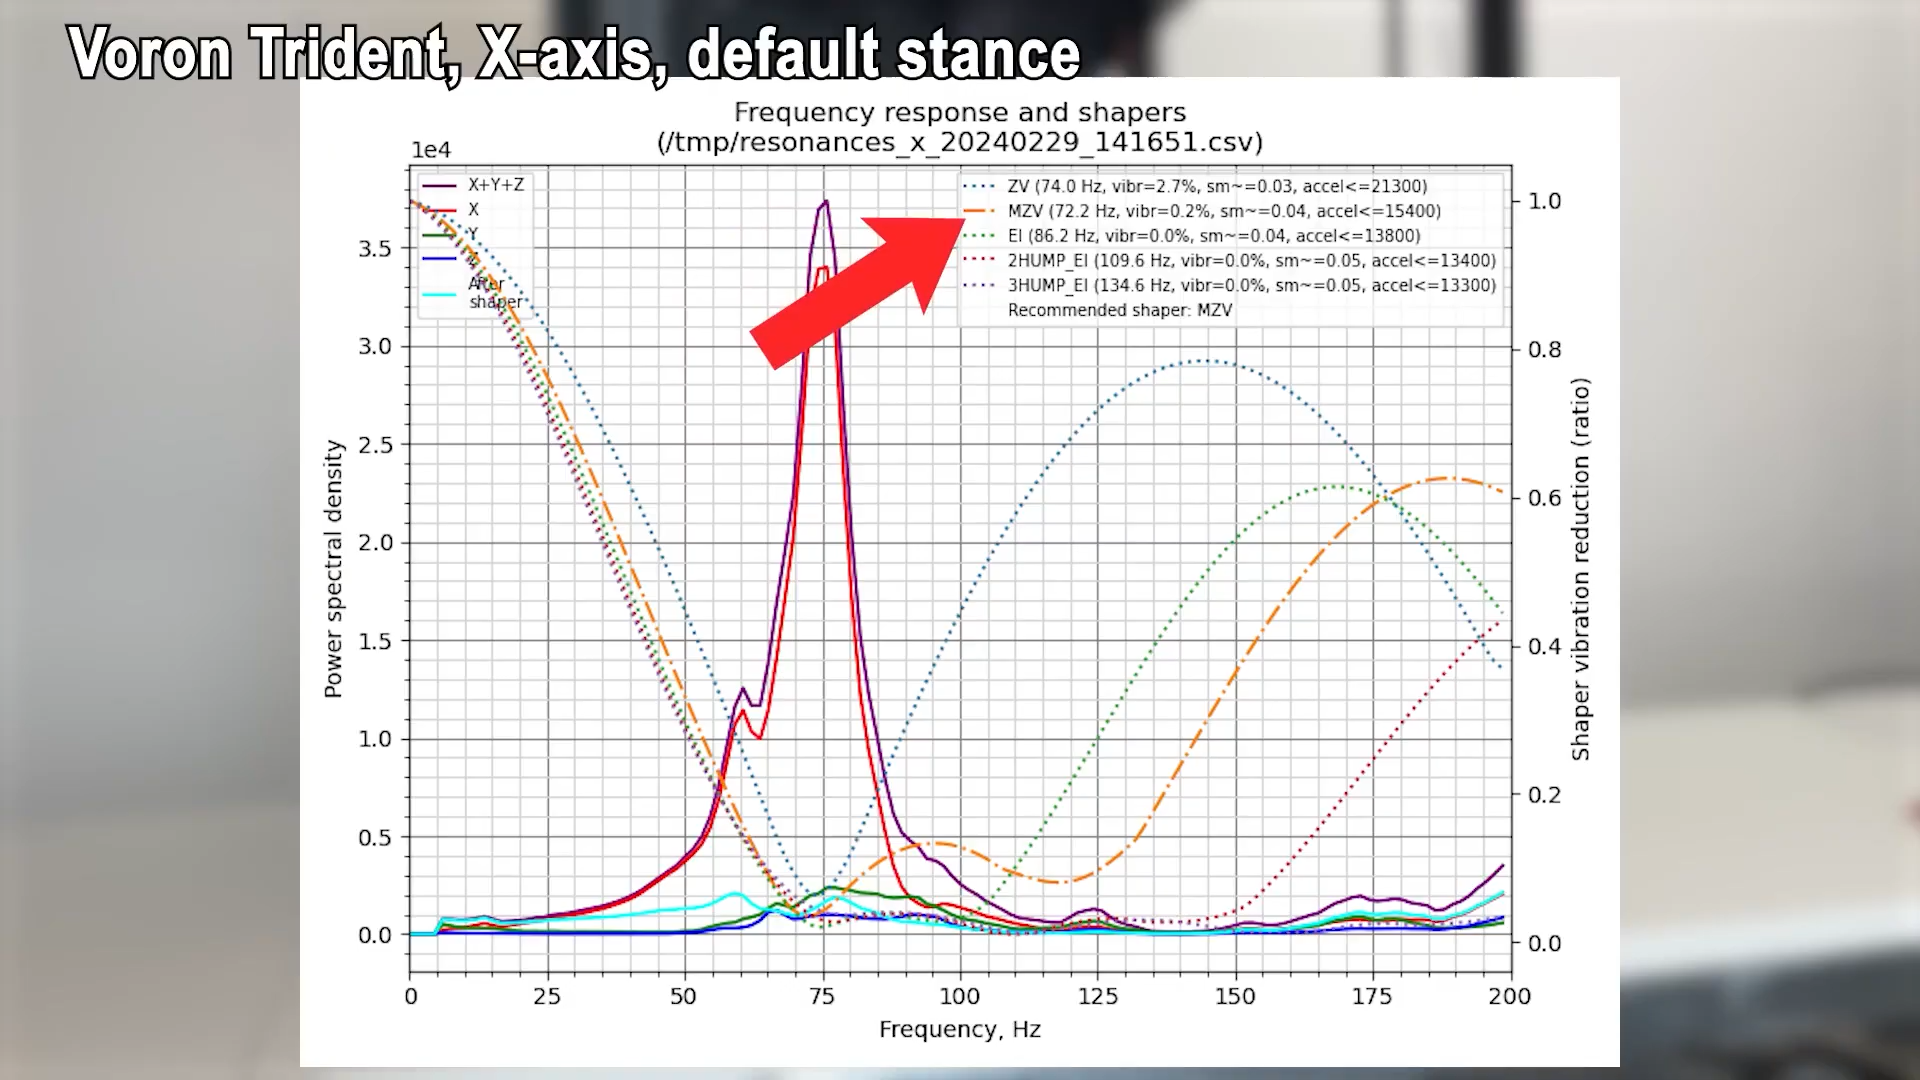 Voron Trident, X-axis, default stance
Frequency response and shapers
(/tmp/resonances_x_20240229_141651.csv)
1e4
X+Y+Z
X
Y
After
shaper
ZV (74.0 Hz, vibr=2.7%, sm~=0.03, accel<=21300)
MZV (72.2 Hz, vibr=0.2%, sm~=0.04, accel<=15400)
EI (86.2 Hz, vibr=0.0%, sm~=0.04, accel<=13800)
2HUMP_EI (109.6 Hz, vibr=0.0%, sm~=0.05, accel<=13400)
3HUMP_EI (134.6 Hz, vibr=0.0%, sm~=0.05, accel<=13300)
Recommended shaper: MZV
3.5
3.0
2.5
2.0
1.5
1.0
0.5
0.0
Power spectral density
1.0
0.8
0.6
0.4
0.2
0.0
Shaper vibration reduction (ratio)
0
25
50
75
100
125
150
175
200
Frequency, Hz